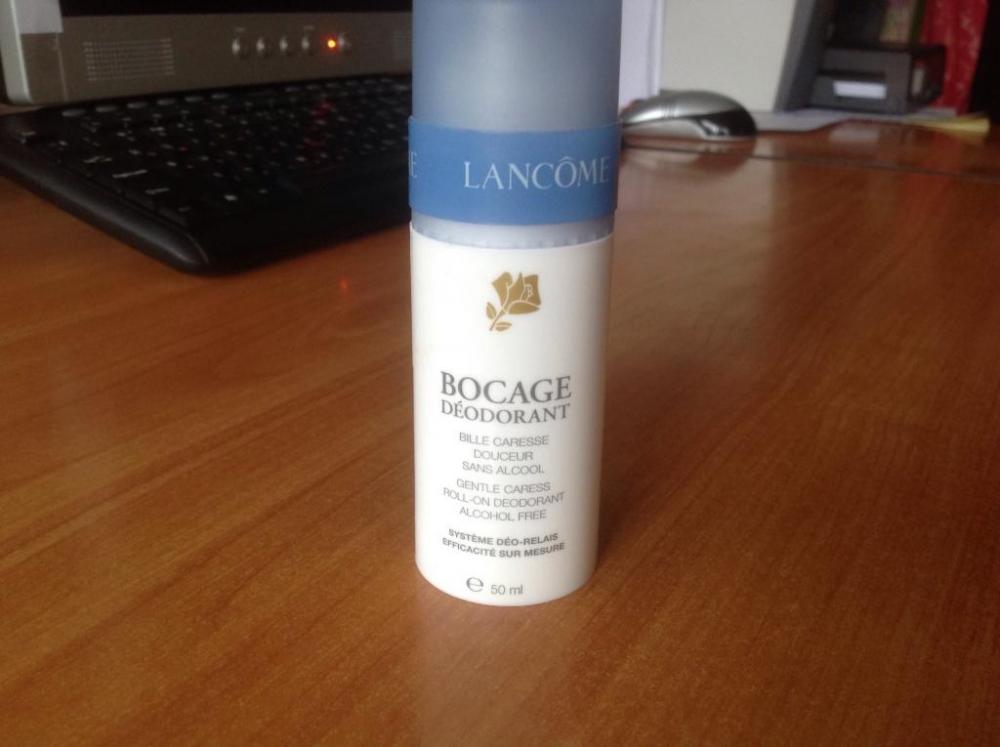 E LANCÔME
BOCAGE
DÉODORANT
BILLE CARESSE
DOUCEUR
SANS ALCOOL
GENTLE CARESS
ROLL-ON DEODORANT
ALCOHOL FREE
SYSTÈME DÉO-RELAIS
EFFICACITÉ SUR MESURE
℮ 50 ml